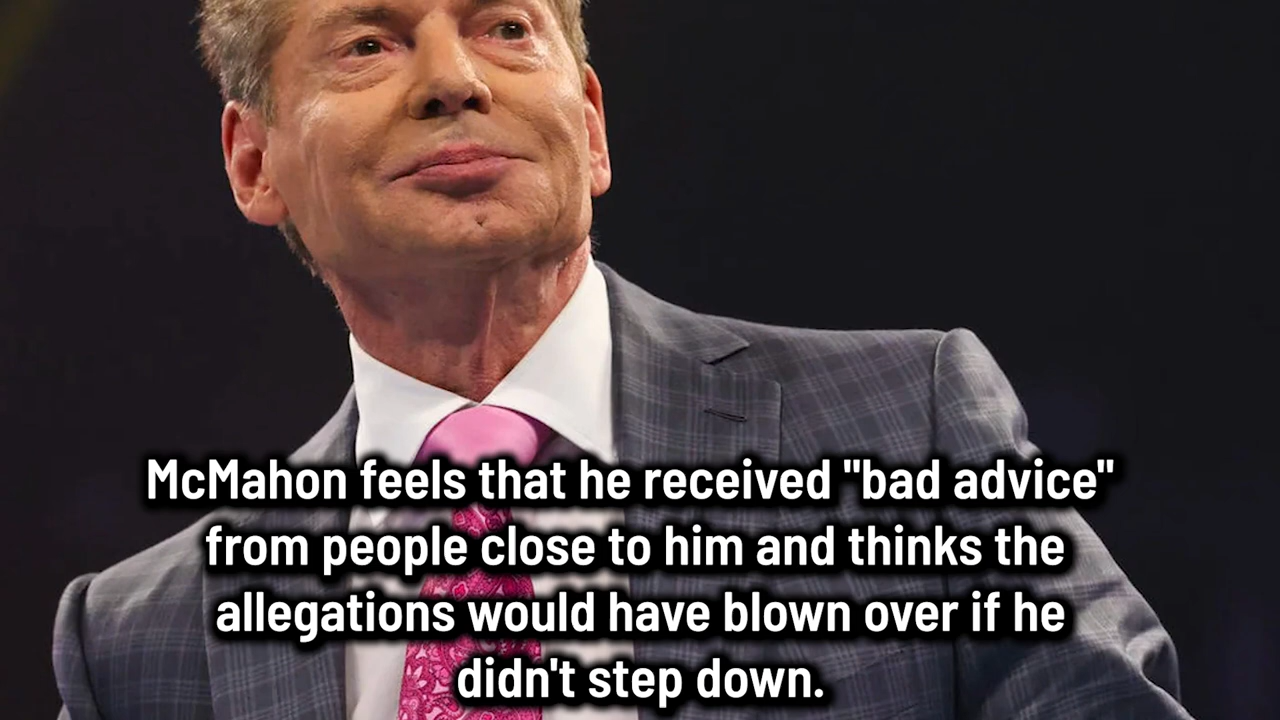 McMahon feels that he received "bad advice"
from people close to him and thinks the
allegations would have blown over if he
didn't step down.